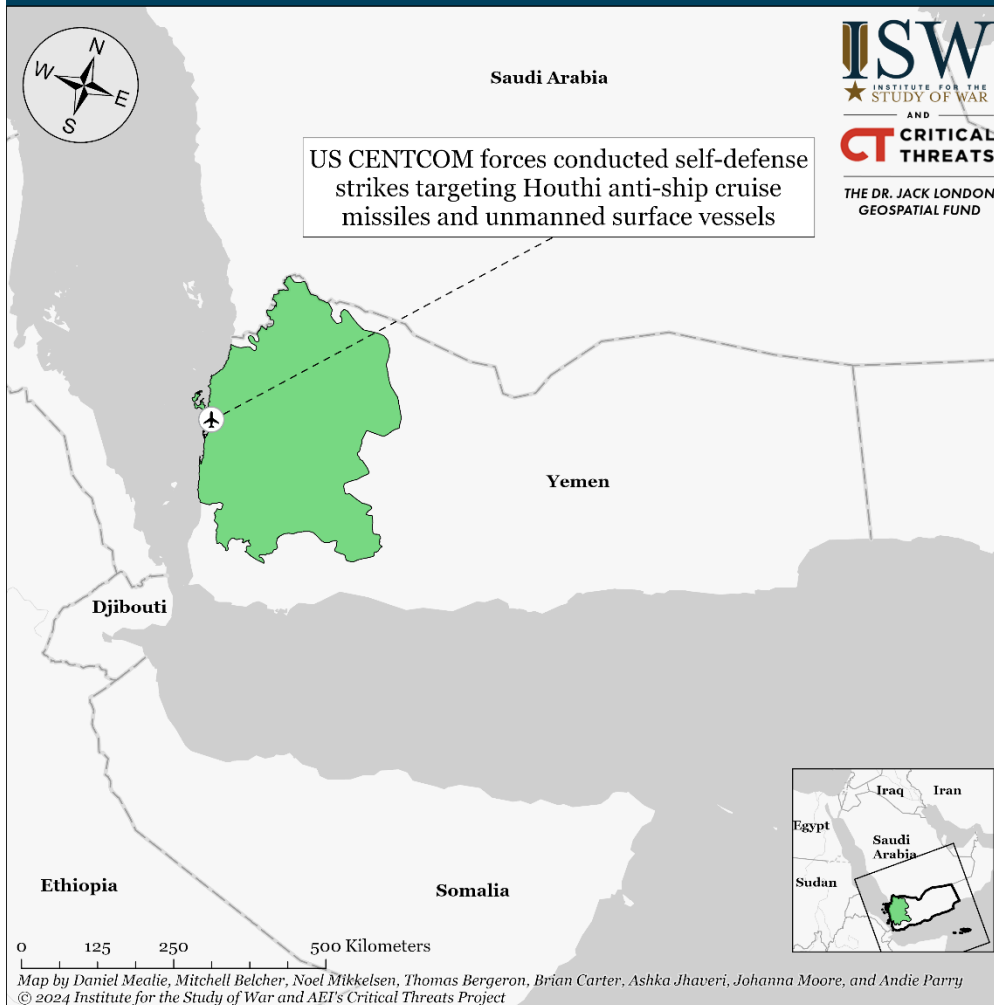 N
W
E
S
Saudi Arabia
ISW
INSTITUTE FOR THE
STUDY OF WAR
AND
CT CRITICAL
THREATS
THE DR. JACK LONDON
GEOSPATIAL FUND
US CENTCOM forces conducted self-defense
strikes targeting Houthi anti-ship cruise
missiles and unmanned surface vessels
Yemen
Djibouti
Ethiopia
Somalia
Iraq
Iran
Egypt
Saudi
Arabia
Sudan
0 125 250 500 Kilometers
Map by Daniel Mealie, Mitchell Belcher, Noel Mikkelsen, Thomas Bergeron, Brian Carter, Ashka Jhaveri, Johanna Moore, and Andie Parry
© 2024 Institute for the Study of War and AEI's Critical Threats Project